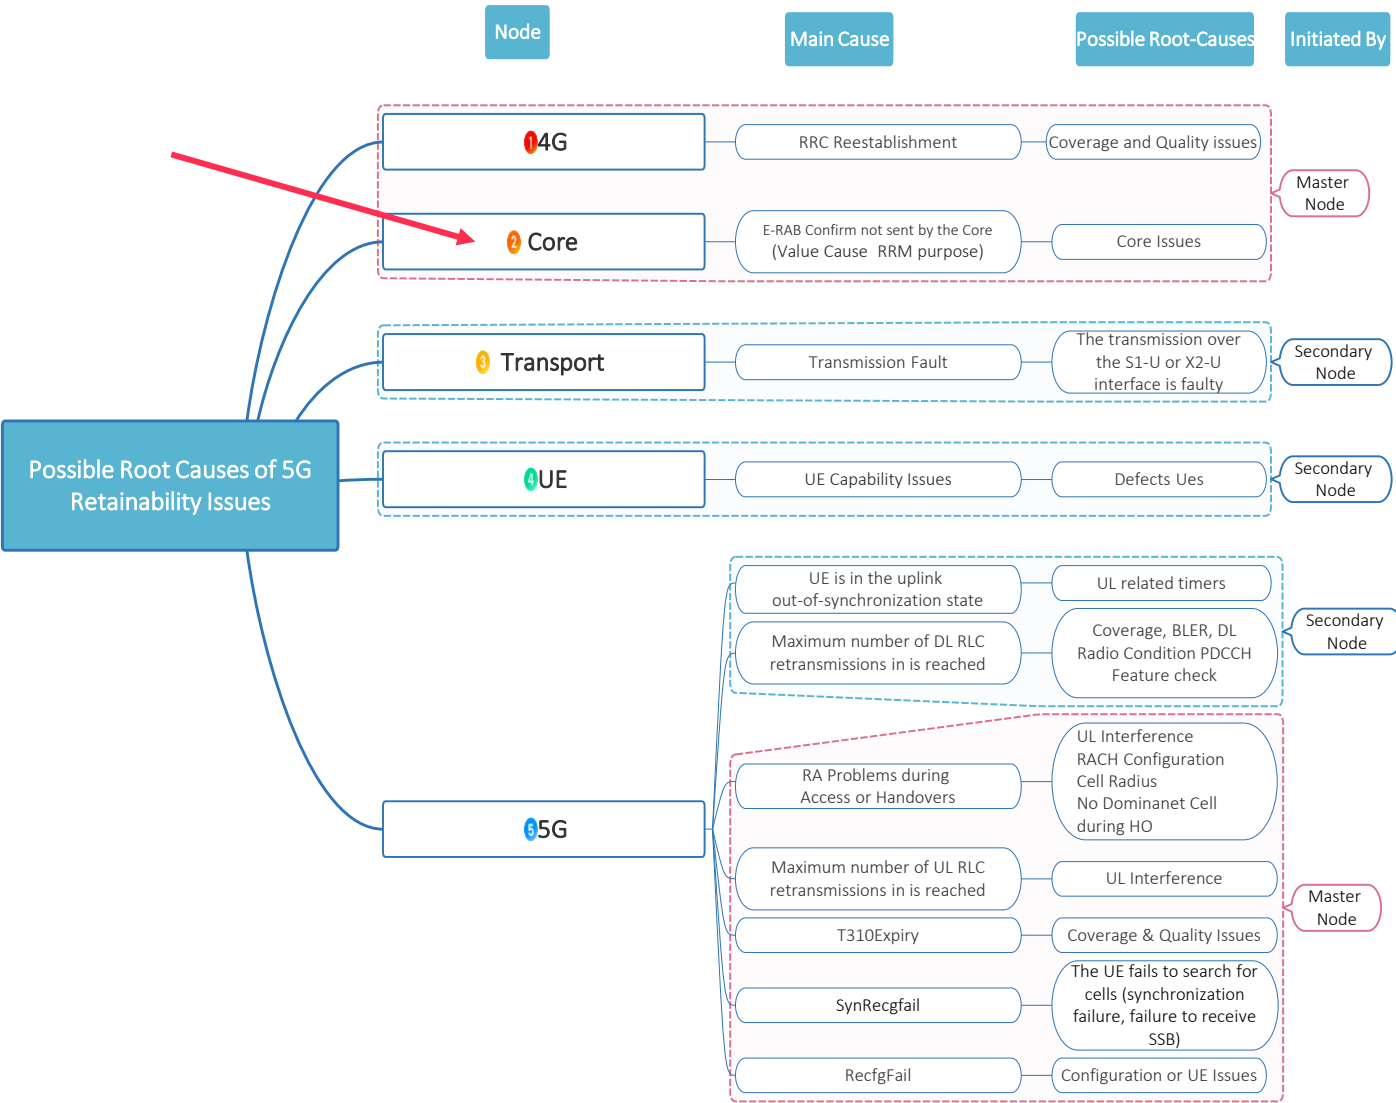 Node
Main Cause
Possible Root-Causes
Initiated By
1 4G
RRC Reestablishment
Coverage and Quality issues
Master
Node
2 Core
E-RAB Confirm not sent by the Core
(Value Cause RRM purpose)
Core Issues
3 Transport
Transmission Fault
The transmission over
the S1-U or X2-U
interface is faulty
Secondary
Node
Possible Root Causes of 5G
Retainability Issues
4 UE
UE Capability Issues
Defects Ues
Secondary
Node
5 5G
UE is in the uplink
out-of-synchronization state
UL related timers
Maximum number of DL RLC
retransmissions in is reached
Coverage, BLER, DL
Radio Condition PDCCH
Feature check
Secondary
Node
RA Problems during
Access or Handovers
UL Interference
RACH Configuration
Cell Radius
No Dominanet Cell
during HO
Maximum number of UL RLC
retransmissions in is reached
UL Interference
T310Expiry
Coverage & Quality Issues
SynRecgfail
The UE fails to search for
cells (synchronization
failure, failure to receive
SSB)
RecfgFail
Configuration or UE Issues
Master
Node